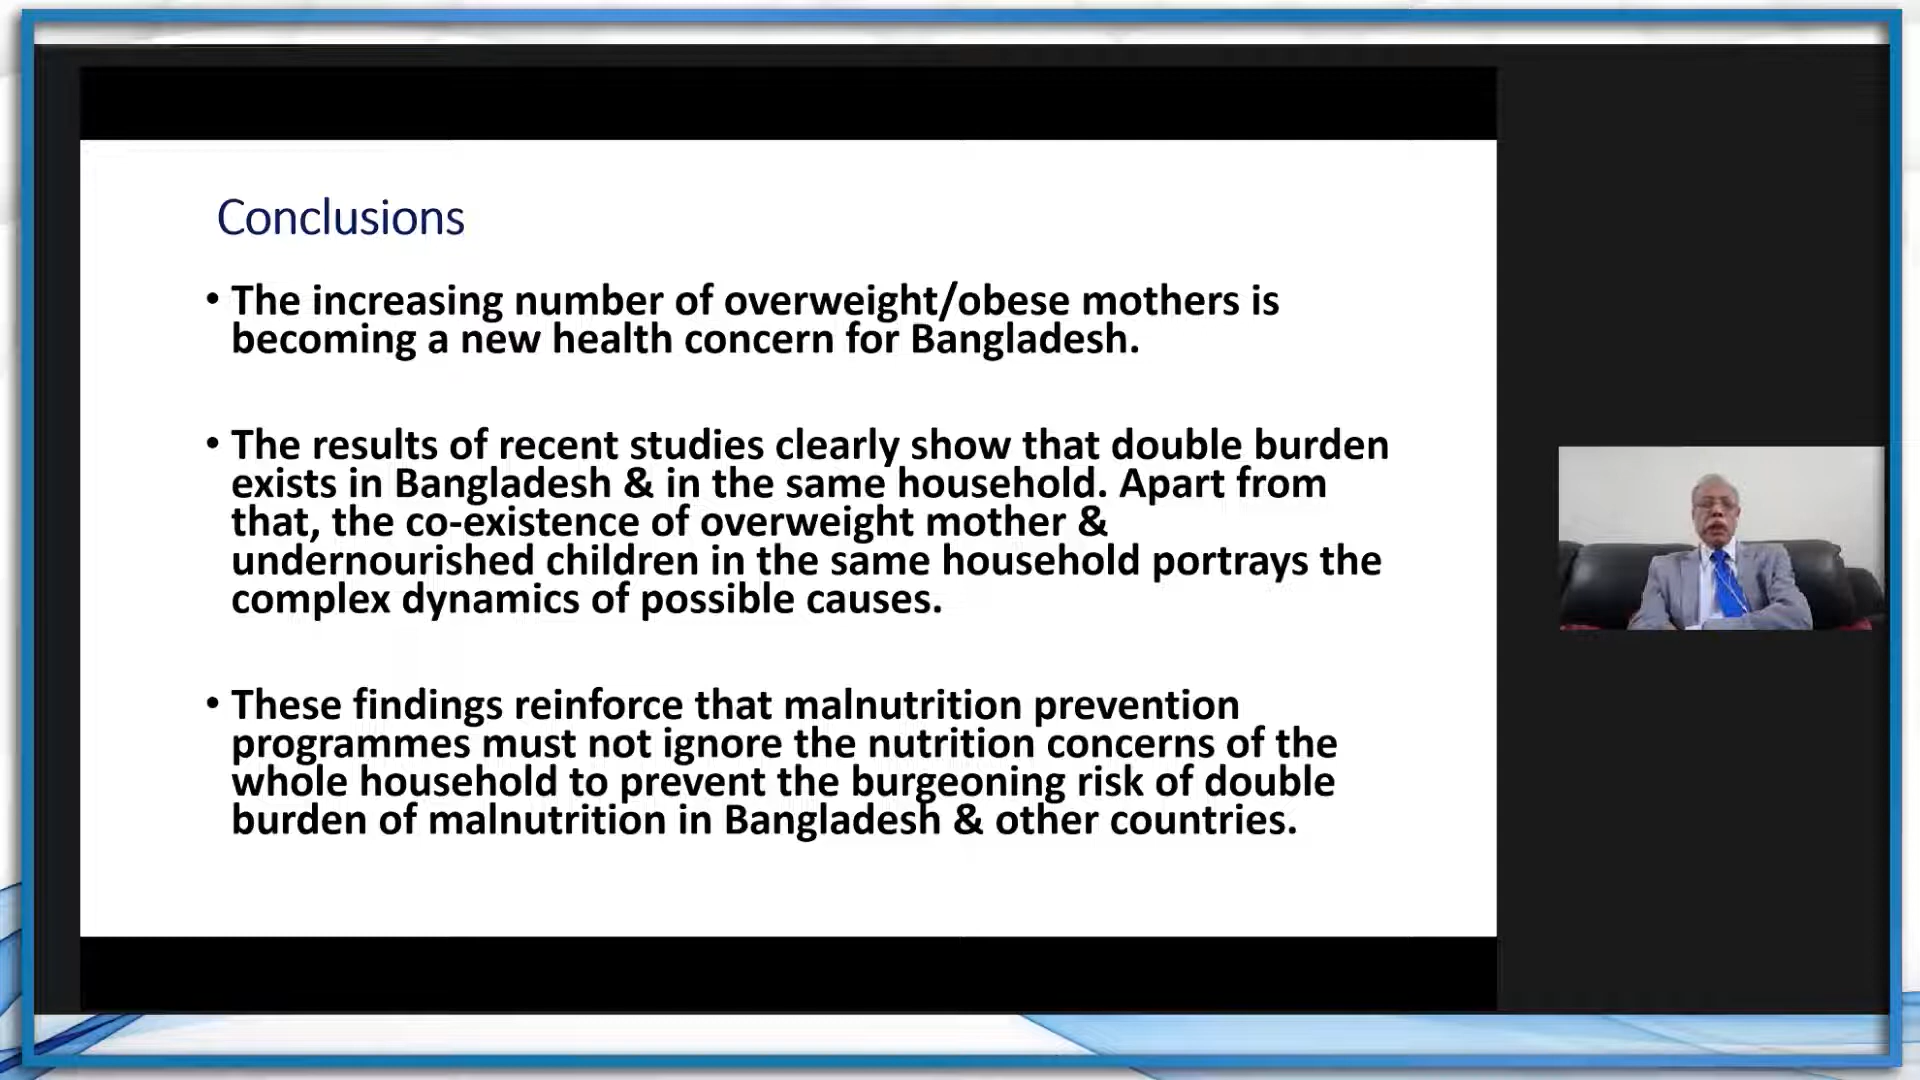 Conclusions
• The increasing number of overweight/obese mothers is
becoming a new health concern for Bangladesh.
• The results of recent studies clearly show that double burden
exists in Bangladesh & in the same household. Apart from
that, the co-existence of overweight mother &
undernourished children in the same household portrays the
complex dynamics of possible causes.
• These findings reinforce that malnutrition prevention
programmes must not ignore the nutrition concerns of the
whole household to prevent the burgeoning risk of double
burden of malnutrition in Bangladesh & other countries.